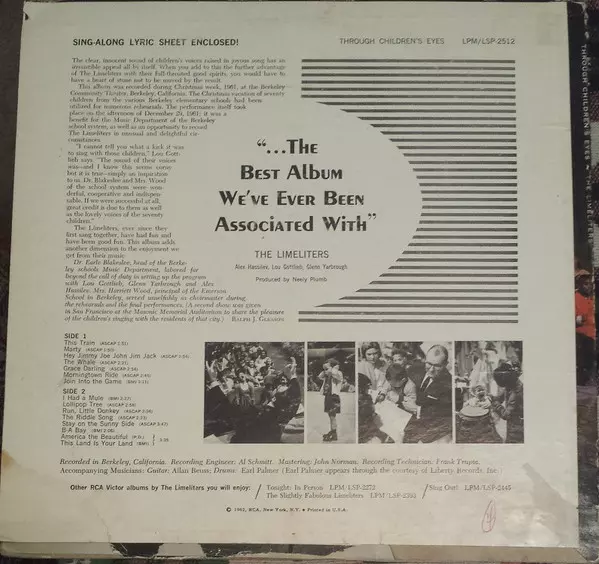 SING-ALONG LYRIC SHEET ENCLOSED!
THROUGH CHILDREN'S EYES LPM/LSP-2512
The clear, innocent sound of children's voices raised in joyous song has an
irresistible appeal all by itself. When you add to this the further advantage
of The Limeliters with their full-throated good spirits, you would have to
have a heart of stone not to be moved by the result.
This album was recorded during Christmas week, 1961, at the Berkeley
Community Theatre, Berkeley, California. The Christmas vacation of seventy
children from the various Berkeley elementary schools had been
utilized for numerous rehearsals. The performance itself took
place on the afternoon of December 29, 1961; it was a
benefit for the Music Department of the Berkeley
school system, as well as an opportunity to record
The Limeliters in unusual and delightful cir-
cumstances.
"I cannot tell you what a kick it was
to sing with those children," Lou Gott-
lieb says. "The sound of their voices
was—and I know this seems corny
but it is true—simply an inspiration
to us. Dr. Blakeslee and Mrs. Wood
of the school system were won-
derful, cooperative and indispen-
sable. If we were successful at all,
great credit is due to them as well
as the lovely voices of the seventy
children."
The Limeliters, ever since they
first sang together, have had fun and
have been good fun. This album adds
another dimension to the enjoyment we
get from their music.
Dr. Earle Blakeslee, head of the Berke-
ley schools Music Department, labored far
beyond the call of duty in setting up the program
with Lou Gottlieb, Glenn Yarbrough and Alex
Hassilev. Mrs. Harriett Wood, principal of the Emerson
School in Berkeley, served unselfishly as choirmaster during
the rehearsals and the final performances. (A second show was given
in San Francisco at the Masonic Memorial Auditorium to share the pleasure
of the children's singing with the residents of that city.) RALPH J. GLEASON
"...THE
BEST ALBUM
WE'VE EVER BEEN
ASSOCIATED WITH"
THE LIMELITERS
Alex Hassilev, Lou Gottlieb, Glenn Yarbrough
Produced by Neely Plumb
SIDE 1
This Train (ASCAP
Marty (ASCAP
Hey Jimmy Joe John Jim Jack (ASCAP
The Whale (ASCAP
Grace Darling (ASCAP
Morningtown Ride (ASCAP
Join Into the Game (BMI
SIDE 2
I Had a Mule (BMI
Lollipop Tree (ASCAP
Run, Little Donkey (ASCAP
The Riddle Song (ASCAP
Stay on the Sunny Side (ASCAP
B-A Bay (BMI
America the Beautiful (P.D.)
This Land Is Your Land (BMI)
Recorded in Berkeley, California. Recording Engineer: Al Schmitt. Mastering: John Norman. Recording Technician: Frank
Accompanying Musicians: Guitar: Allan Reuss; Drums: Earl Palmer (Earl Palmer appears through the courtesy of Liberty Records, Inc.)
Other RCA Victor albums by The Limeliters you will enjoy:
Tonight: In Person LPM/LSP-2272
The Slightly Fabulous Limeliters LPM/LSP-2393
Sing Out! LPM/LSP-2445
© 1962, RCA, New York, N.Y. • Printed in U.S.A.
THROUGH CHILDREN'S EYES • THE LIMELITERS